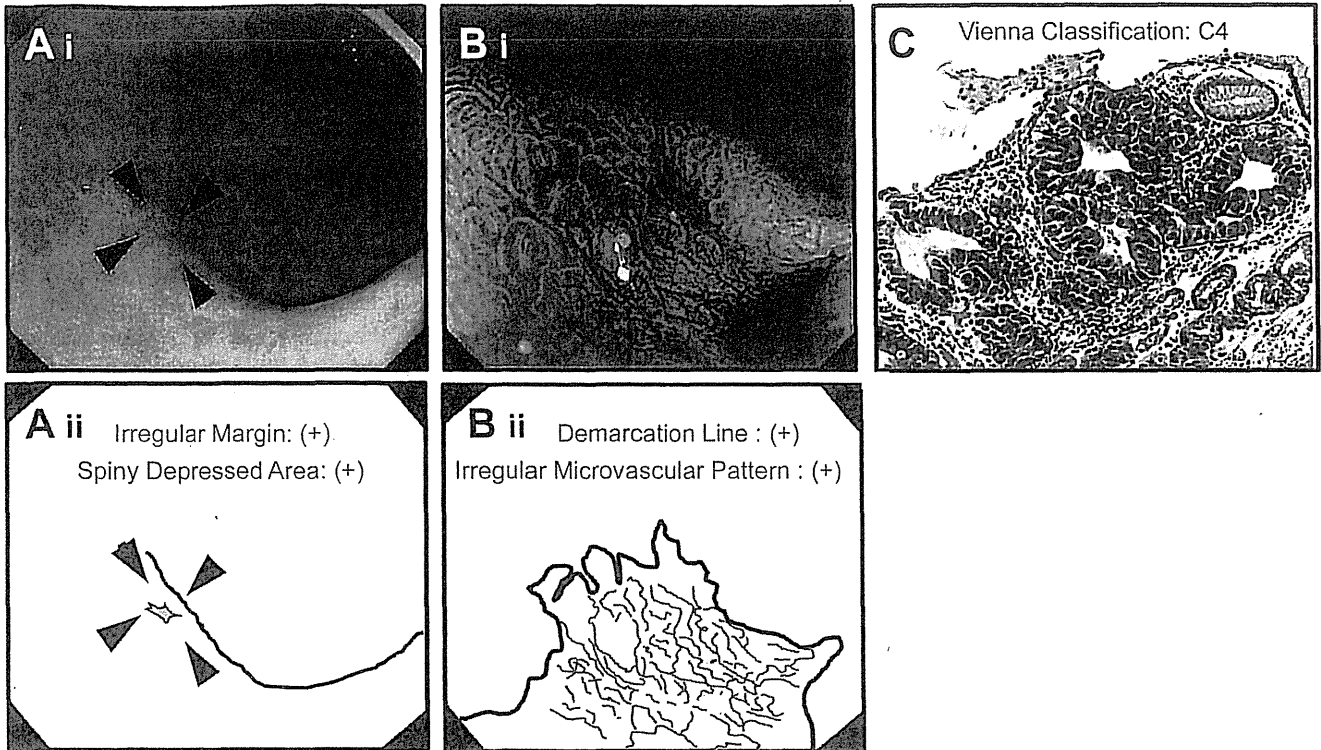 A i
B i
C Vienna Classification: C4
A ii Irregular Margin: (+)
Spiny Depressed Area: (+)
B ii Demarcation Line : (+)
Irregular Microvascular Pattern : (+)